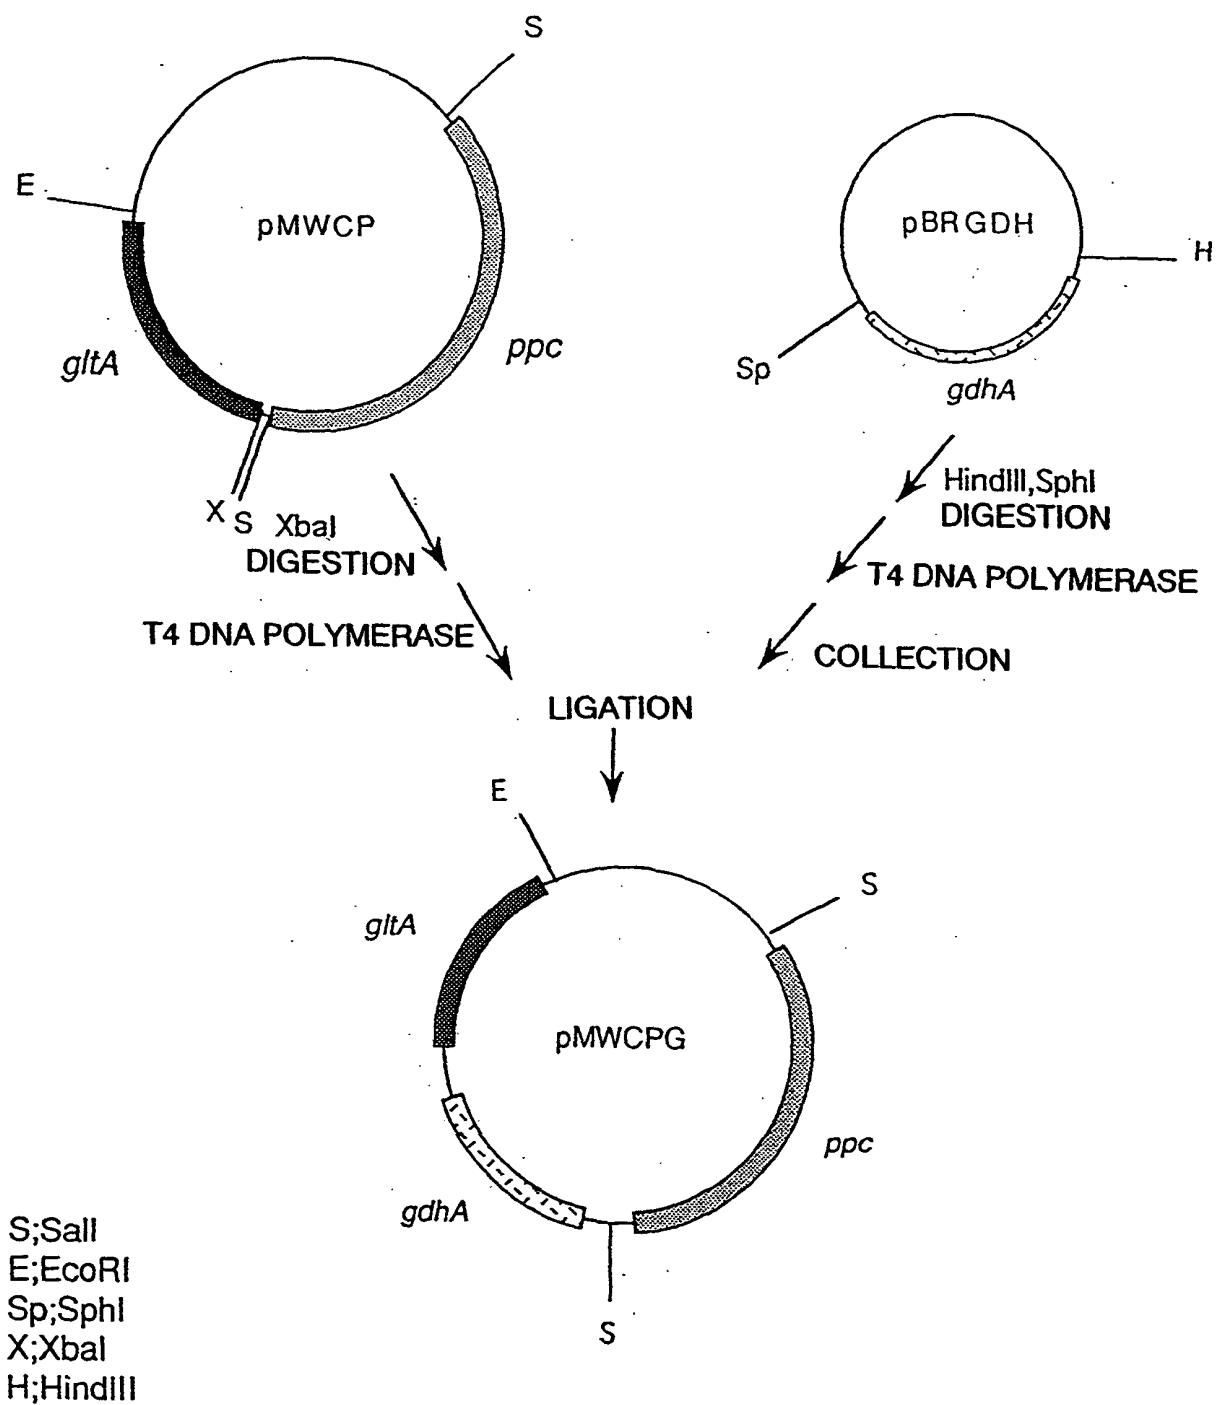 S
E
pMWCP
gltA
ppc
X S XbaI
DIGESTION
T4 DNA POLYMERASE
pBRGDH
H
Sp
gdhA
HindIII,SphI
DIGESTION
T4 DNA POLYMERASE
COLLECTION
LIGATION
E
S
gltA
pMWCPG
ppc
gdhA
S
S;SalI
E;EcoRI
Sp;SphI
X;XbaI
H;HindIII